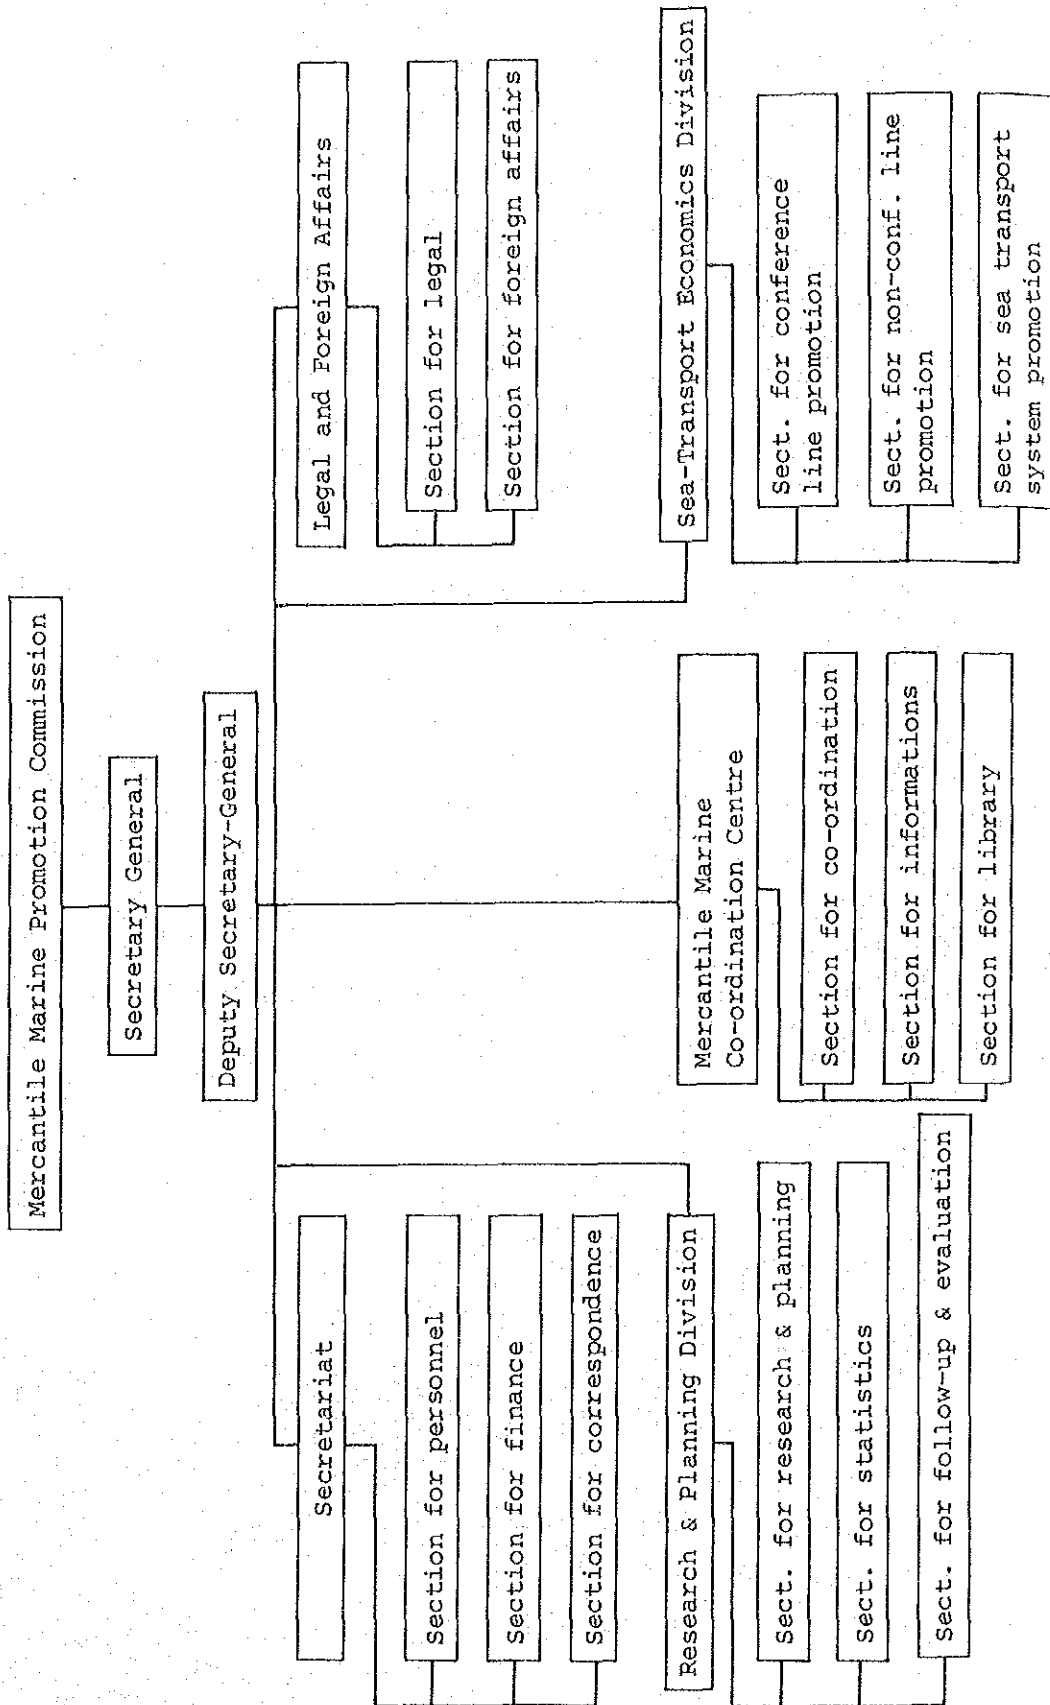 Mercantile Marine Promotion Commission
Secretary General
Deputy Secretary-General
Secretariat
Section for personnel
Section for finance
Section for correspondence
Legal and Foreign Affairs
Section for legal
Section for foreign affairs
Research & Planning Division
Sect. for research & planning
Sect. for statistics
Sect. for follow-up & evaluation
Mercantile Marine
Co-ordination Centre
Section for co-ordination
Section for informations
Section for library
Sea-Transport Economics Division
Sect. for conference
line promotion
Sect. for non-conf. line
promotion
Sect. for sea transport
system promotion